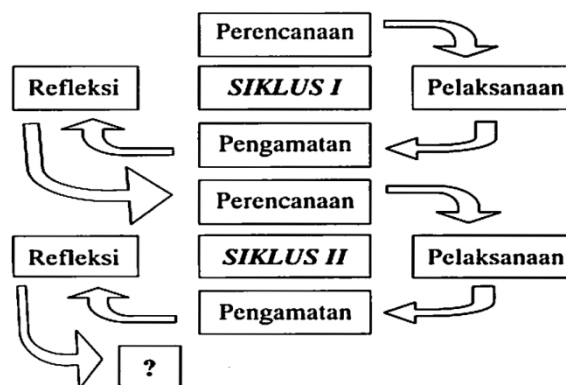 Perencanaan
Refleksi
SIKLUS I
Pelaksanaan
Pengamatan
Perencanaan
Refleksi
SIKLUS II
Pelaksanaan
Pengamatan
?